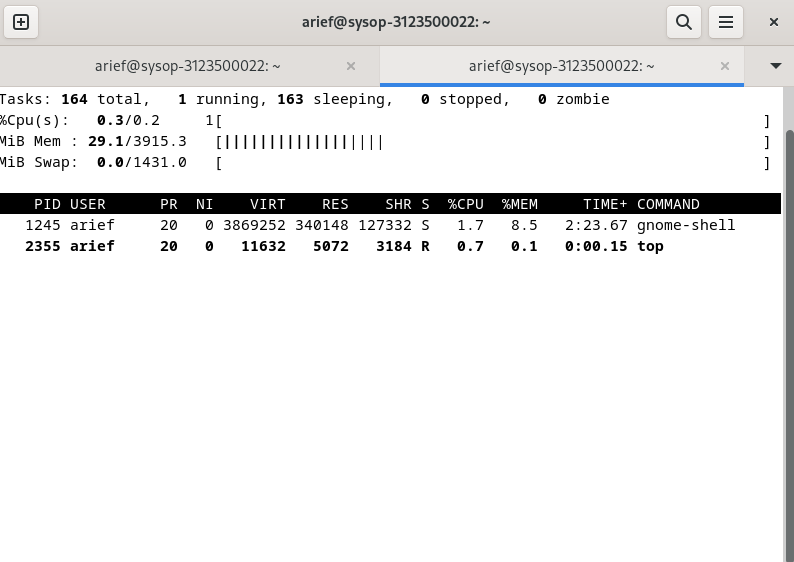 arief@sysop-3123500022: ~
arief@sysop-3123500022: ~ × arief@sysop-3123500022: ~ ×
Tasks: 164 total,   1 running, 163 sleeping,   0 stopped,   0 zombie
%Cpu(s):   0.3/0.2     1[                                                            ]
MiB Mem : 29.1/3915.3   [||||||||||||||||||                                          ]
MiB Swap:  0.0/1431.0   [                                                            ]
PID USER      PR  NI    VIRT    RES    SHR S  %CPU  %MEM     TIME+ COMMAND
1245 arief     20   0 3869252 340148 127332 S   1.7   8.5   2:23.67 gnome-shell
2355 arief     20   0   11632   5072   3184 R   0.7   0.1   0:00.15 top